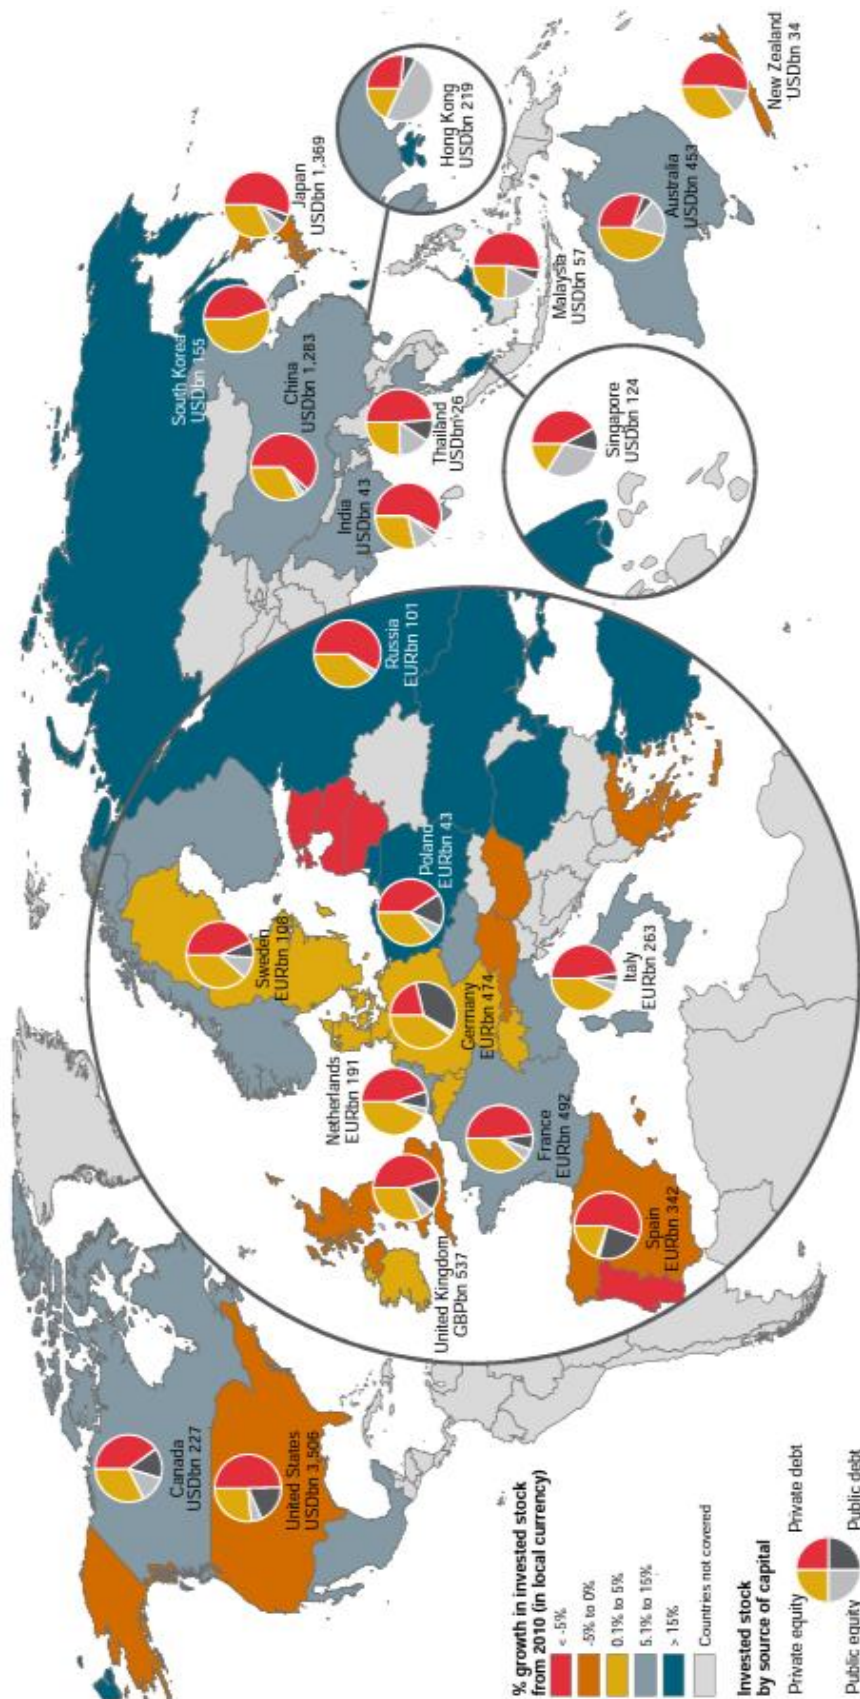 Canada
USDbn 227
United States
USDbn 3,506
United Kingdom
GBPbn 537
Netherlands
EURbn 191
Sweden
EURbn 108
Germany
EURbn 474
Poland
EURbn 43
France
EURbn 492
Spain
EURbn 342
Italy
EURbn 263
Russia
EURbn 101
India
USDbn 43
China
USDbn 1,283
South Korea
USDbn 155
Japan
USDbn 1,369
Thailand
USDbn 26
Hong Kong
USDbn 219
Malaysia
USDbn 57
Singapore
USDbn 124
Australia
USDbn 453
New Zealand
USDbn 34
% growth in invested stock
from 2010 (in local currency)
< -5%
-5% to 0%
0.1% to 5%
5.1% to 15%
> 15%
Countries not covered
Invested stock
by source of capital
Private equity Private debt
Public equity Public debt